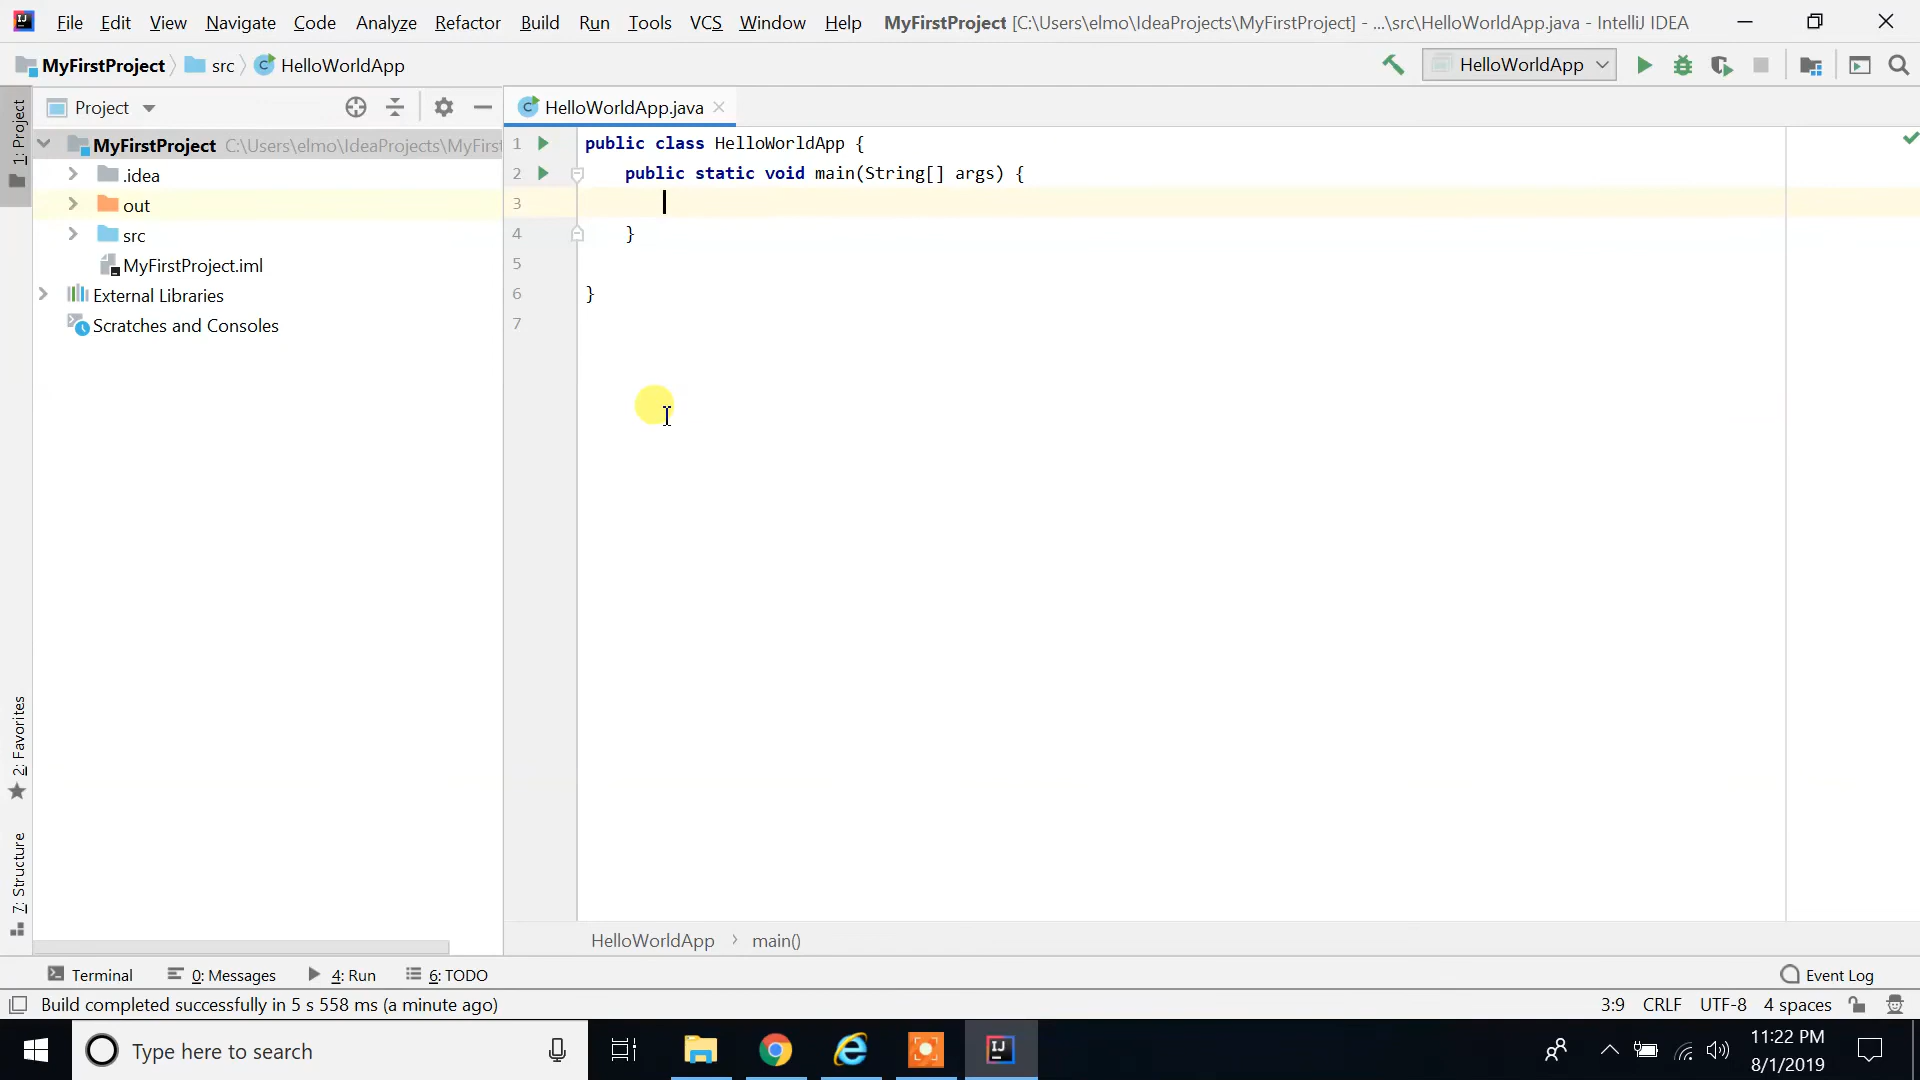 File Edit View Navigate Code Analyze Refactor Build Run Tools VCS Window Help MyFirstProject [C:\Users\elmo\IdeaProjects\MyFirstProject] - ...\src\HelloWorldApp.java - IntelliJ IDEA
MyFirstProject src HelloWorldApp HelloWorldApp
1: Project
Project
HelloWorldApp.java
MyFirstProject C:\Users\elmo\IdeaProjects\MyFirst
.idea
out
src
MyFirstProject.iml
External Libraries
Scratches and Consoles
1 public class HelloWorldApp {
2 public static void main(String[] args) {
3
4 }
5
6 }
7
2: Favorites
7: Structure
HelloWorldApp › main()
Terminal 0: Messages 4: Run 6: TODO Event Log
Build completed successfully in 5 s 558 ms (a minute ago) 3:9 CRLF UTF-8 4 spaces
Type here to search
11:22 PM
8/1/2019